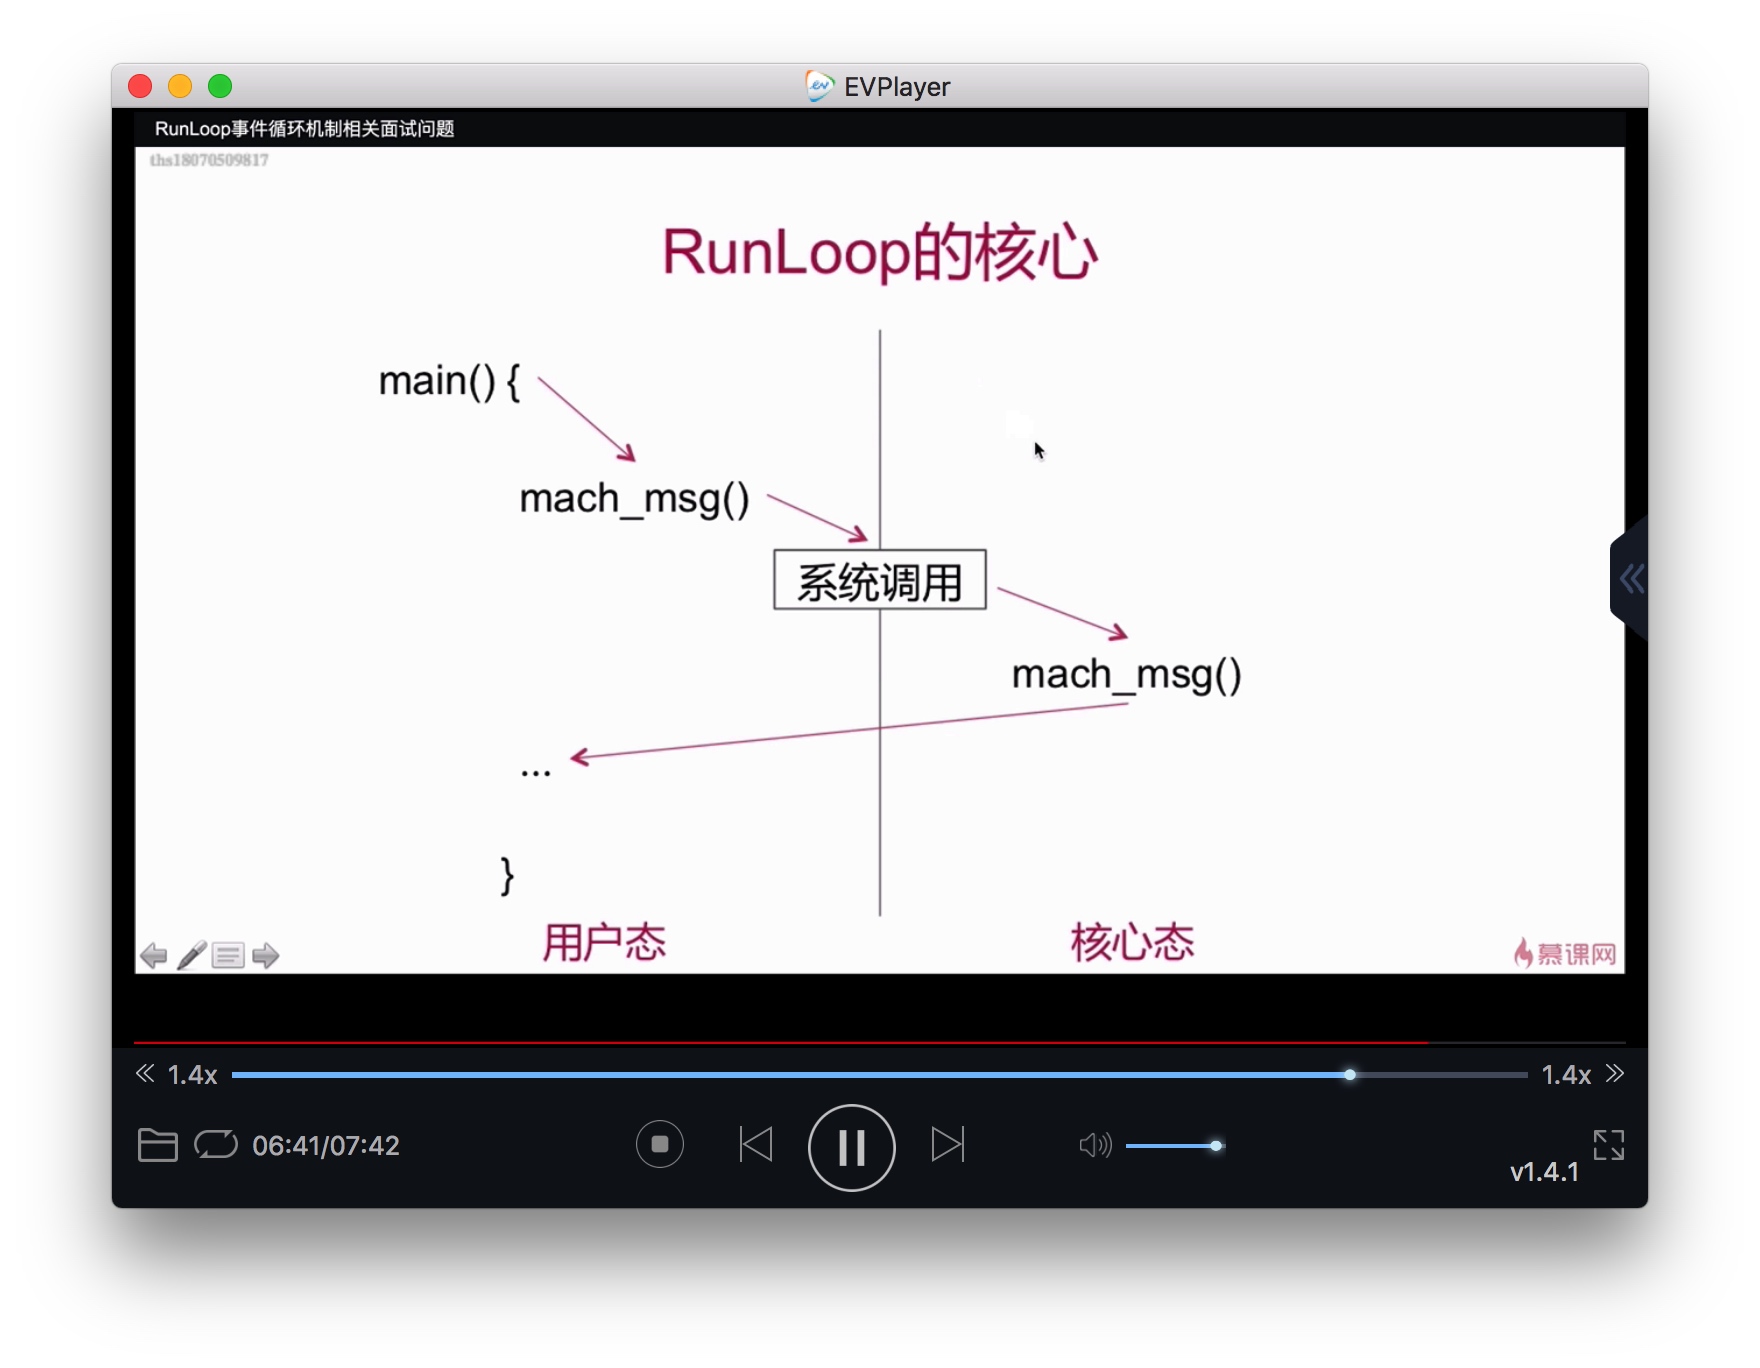 EVPlayer
RunLoop事件循环机制相关面试问题
ths18070509817
RunLoop的核心
main() {
mach_msg()
系统调用
mach_msg()
...
}
用户态
核心态
慕课网
1.4x
1.4x
06:41/07:42
v1.4.1